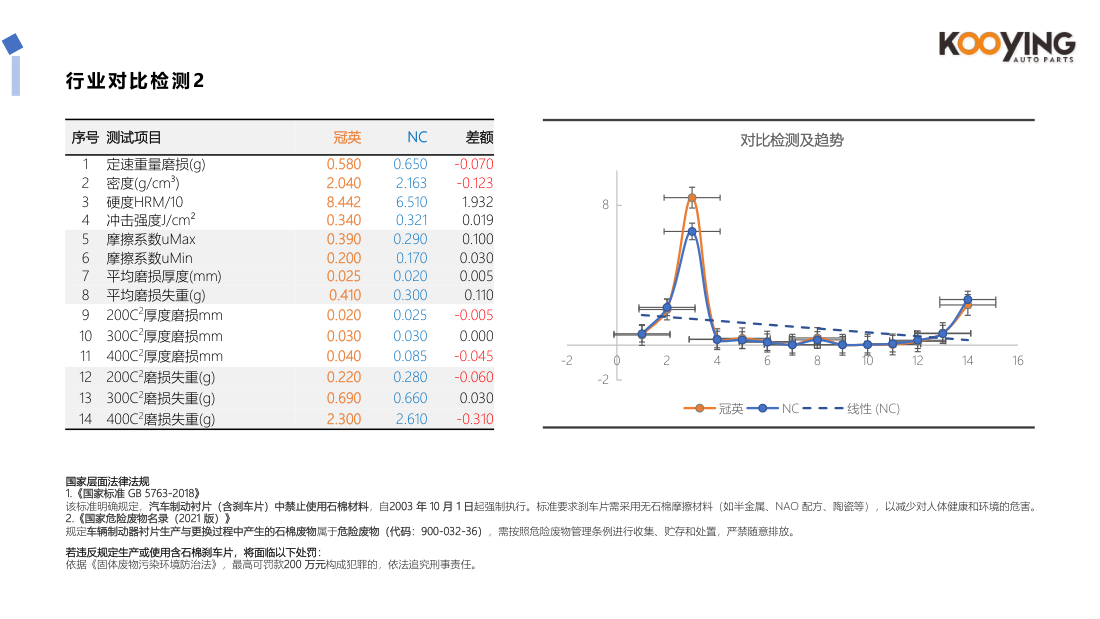 KOOYING
AUTO PARTS
行业对比检测2
序号 测试项目 冠英 NC 差额
1 定速重量磨损(g) 0.580 0.650 -0.070
2 密度(g/cm³) 2.040 2.163 -0.123
3 硬度HRM/10 8.442 6.510 1.932
4 冲击强度J/cm² 0.340 0.321 0.019
5 摩擦系数uMax 0.390 0.290 0.100
6 摩擦系数uMin 0.200 0.170 0.030
7 平均磨损厚度(mm) 0.025 0.020 0.005
8 平均磨损失重(g) 0.410 0.300 0.110
9 200C²厚度磨损mm 0.020 0.025 -0.005
10 300C²厚度磨损mm 0.030 0.030 0.000
11 400C²厚度磨损mm 0.040 0.085 -0.045
12 200C²磨损失重(g) 0.220 0.280 -0.060
13 300C²磨损失重(g) 0.690 0.660 0.030
14 400C²磨损失重(g) 2.300 2.610 -0.310
对比检测及趋势
8
-2 0 2 4 6 8 10 12 14 16
-2
冠英 NC 线性 (NC)
国家层面法律法规
1.《国家标准 GB 5763-2018》
该标准明确规定，汽车制动衬片（含刹车片）中禁止使用石棉材料，自2003 年 10 月 1 日起强制执行。标准要求刹车片需采用无石棉摩擦材料（如半金属、NAO 配方、陶瓷等），以减少对人体健康和环境的危害。
2.《国家危险废物名录（2021 版）》
规定车辆制动器衬片生产与更换过程中产生的石棉废物属于危险废物（代码：900-032-36），需按照危险废物管理条例进行收集、贮存和处置，严禁随意排放。
若违反规定生产或使用含石棉刹车片，将面临以下处罚：
依据《固体废物污染环境防治法》，最高可罚款200 万元构成犯罪的，依法追究刑事责任。